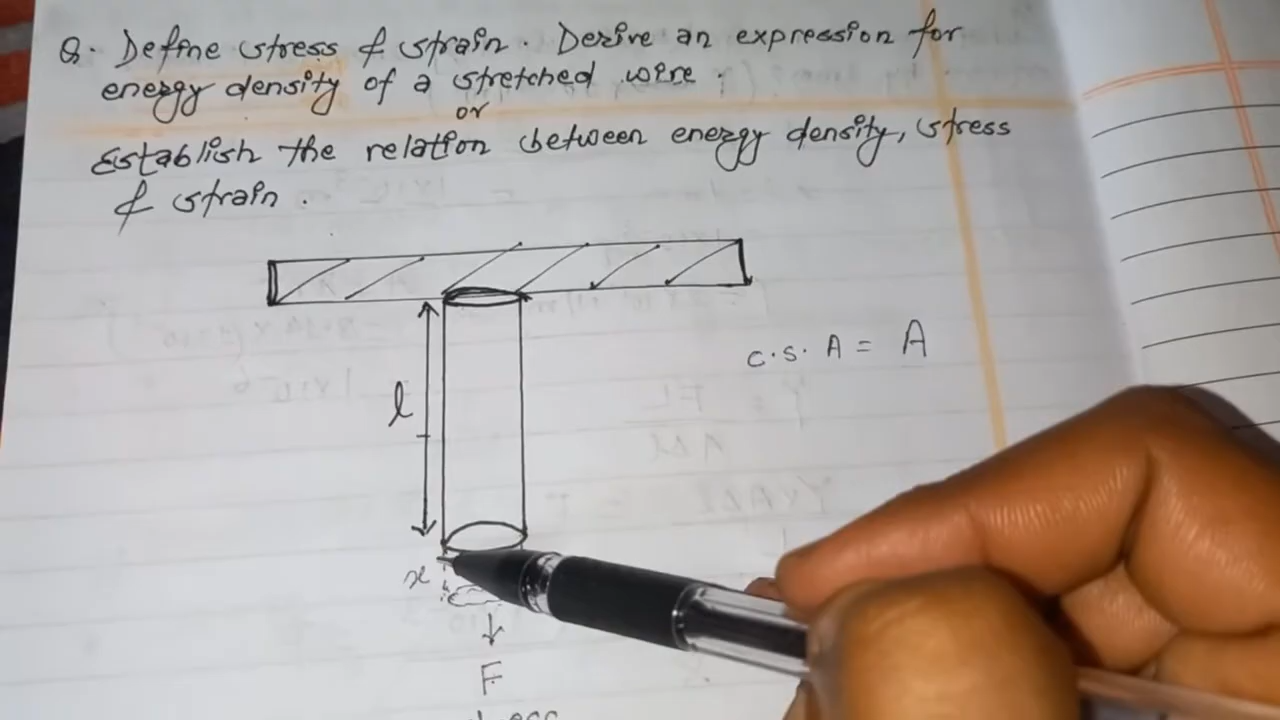 Q. Define stress & strain. Derive an expression for
energy density of a stretched wire.
or
Establish the relation between energy density, stress
& strain.
C.S. A = A
l
x
F